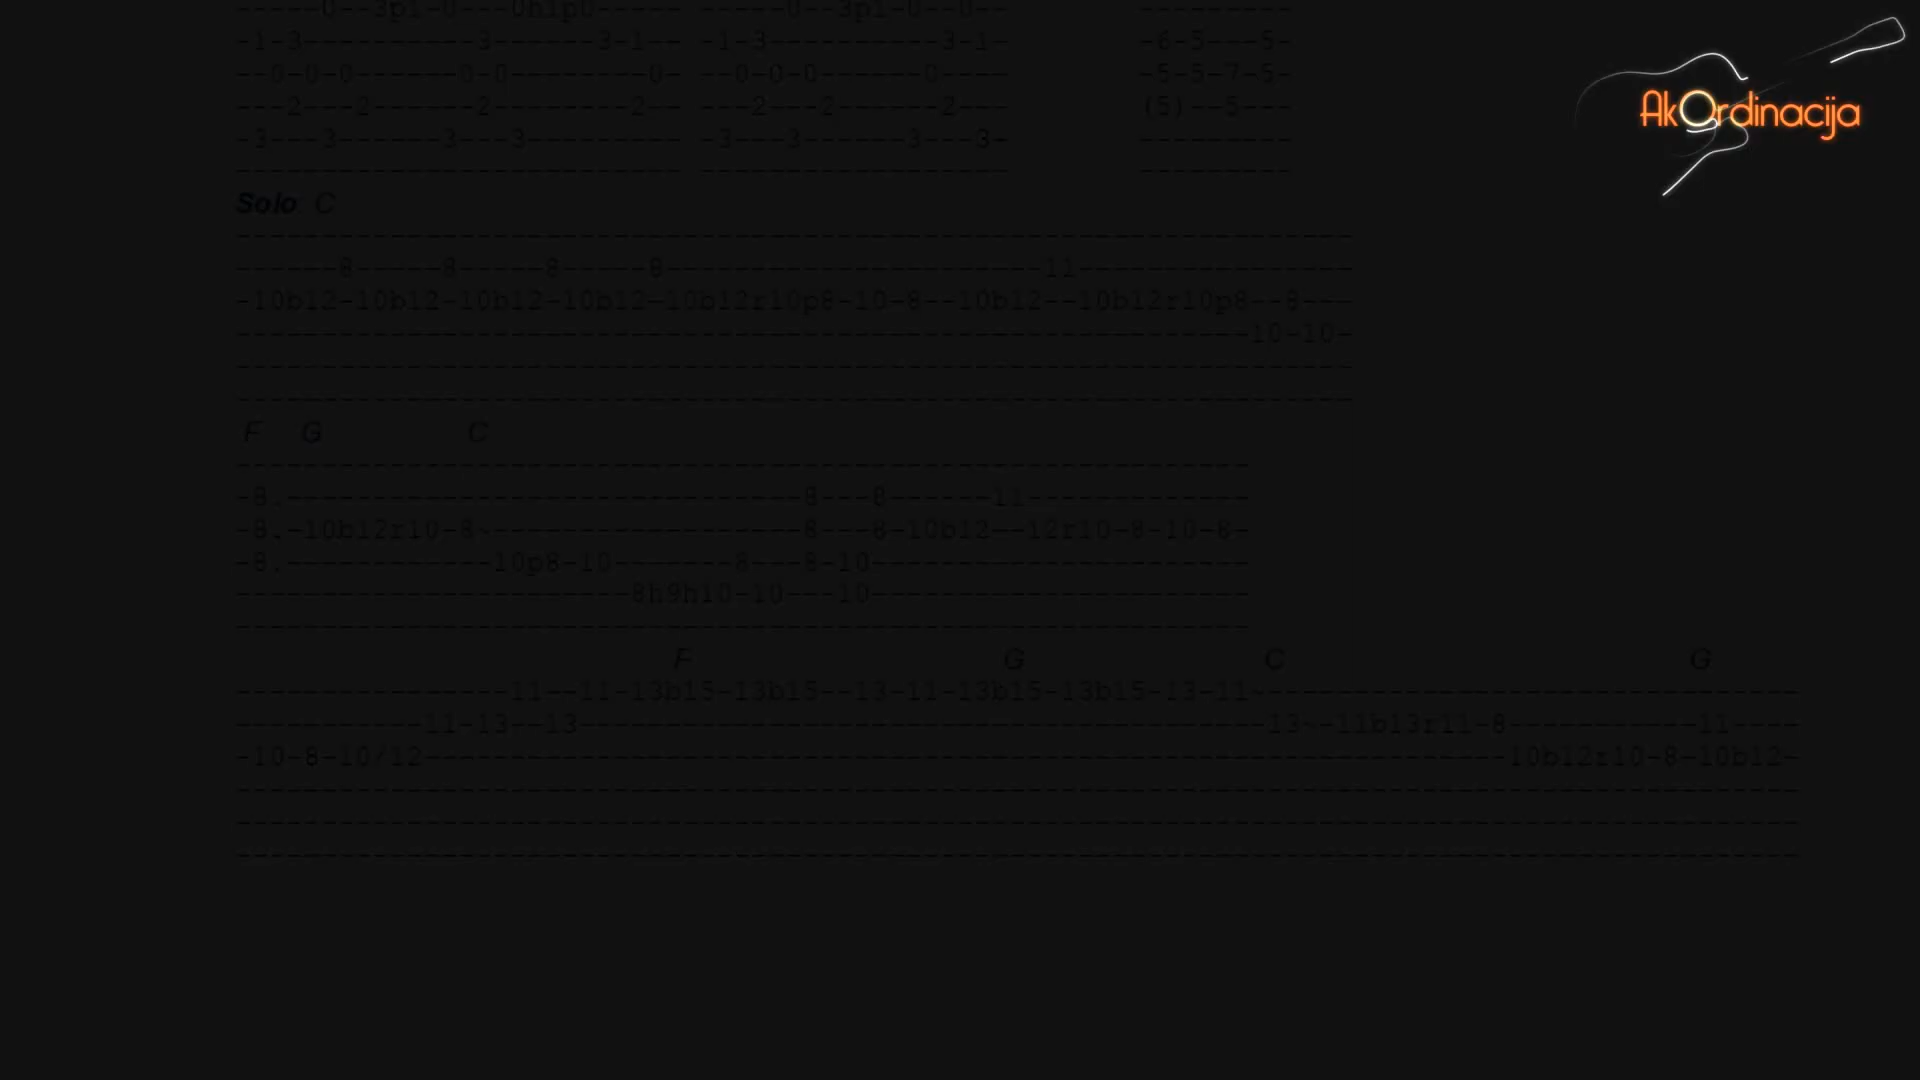 -----0--3p1-0---0h1p0-----  -----0--3p1-0--0--        ---------
-1-3----------3------3-1--  -1-3----------3-1-        -6-5---5-
--0-0-0------0-0--------0-  --0-0-0------0----        -5-5-7-5-
---2---2------2--------2--  ---2---2------2---        (5)--5---
-3---3------3---3---------  -3---3------3---3-        ---------
--------------------------  ------------------        ---------
AkOrdinacija
Solo C
-----------------------------------------------------------------
------8-----8-----8-----8----------------------11----------------
-10b12-10b12-10b12-10b12-10b12r10p8-10-8--10b12--10b12r10p8--8---
-----------------------------------------------------------10-10-
-----------------------------------------------------------------
-----------------------------------------------------------------
F G C
-----------------------------------------------------------
-8.------------------------------8---8------11-------------
-8.-10b12r10-8-------------------8---8-10b12--12r10-8-10-8-
-8.------------10p8-10-------8---8-10----------------------
-----------------------8h9h10-10---10----------------------
-----------------------------------------------------------
F G C G
----------------11--11-13b15-13b15--13-11-13b15-13b15-13-11--------------------------------
-----------11-13--13----------------------------------------13~-11b13r11-8-----------11----
-10-8-10/12---------------------------------------------------------------10b12r10-8-10b12-
-------------------------------------------------------------------------------------------
-------------------------------------------------------------------------------------------
-------------------------------------------------------------------------------------------